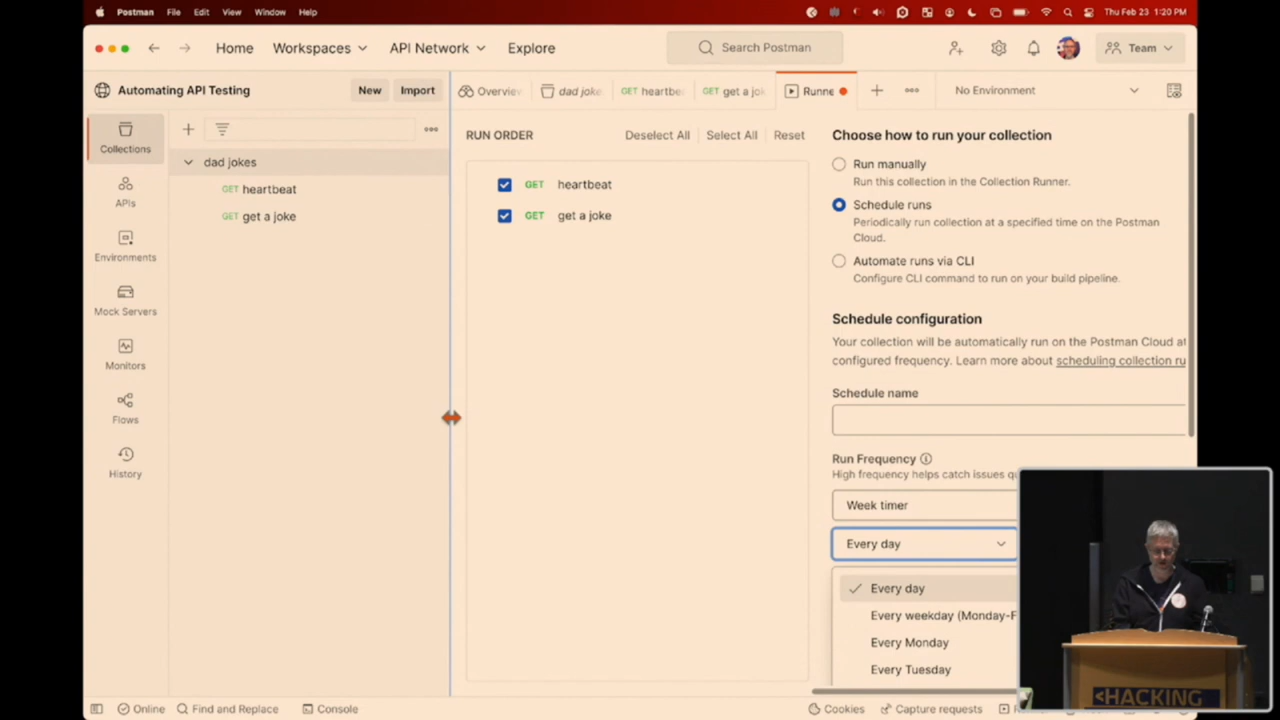 Postman File Edit View Window Help Thu Feb 23 1:20 PM
Home Workspaces API Network Explore Search Postman Team
Automating API Testing New Import Overview dad joke GET heartbe GET get a jok Runne No Environment
Collections
APIs
Environments
Mock Servers
Monitors
Flows
History
dad jokes
GET heartbeat
GET get a joke
RUN ORDER Deselect All Select All Reset
GET heartbeat
GET get a joke
Choose how to run your collection
Run manually
Run this collection in the Collection Runner.
Schedule runs
Periodically run collection at a specified time on the Postman
Cloud.
Automate runs via CLI
Configure CLI command to run on your build pipeline.
Schedule configuration
Your collection will be automatically run on the Postman Cloud at
configured frequency. Learn more about scheduling collection ru
Schedule name
Run Frequency
High frequency helps catch issues qu
Week timer
Every day
Every day
Every weekday (Monday-F
Every Monday
Every Tuesday
<HACKING
Online Find and Replace Console Cookies Capture requests